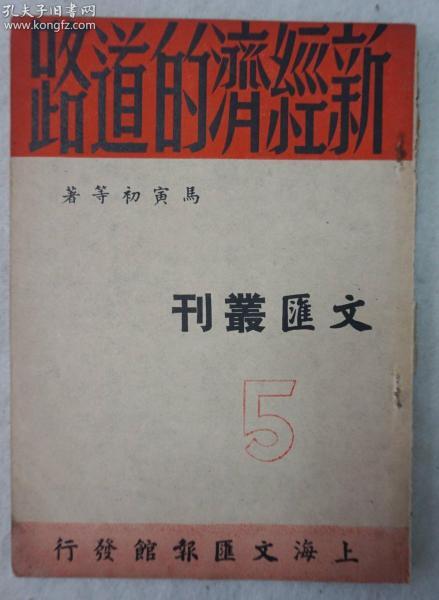 孔夫子旧书网
www.kongfz.com
新經濟的道路
馬寅初等著
文匯叢刊
5
上海文匯報館發行